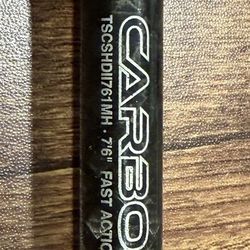 CARBO
TSCSHDII761MH · 7'6" FAST ACTIO